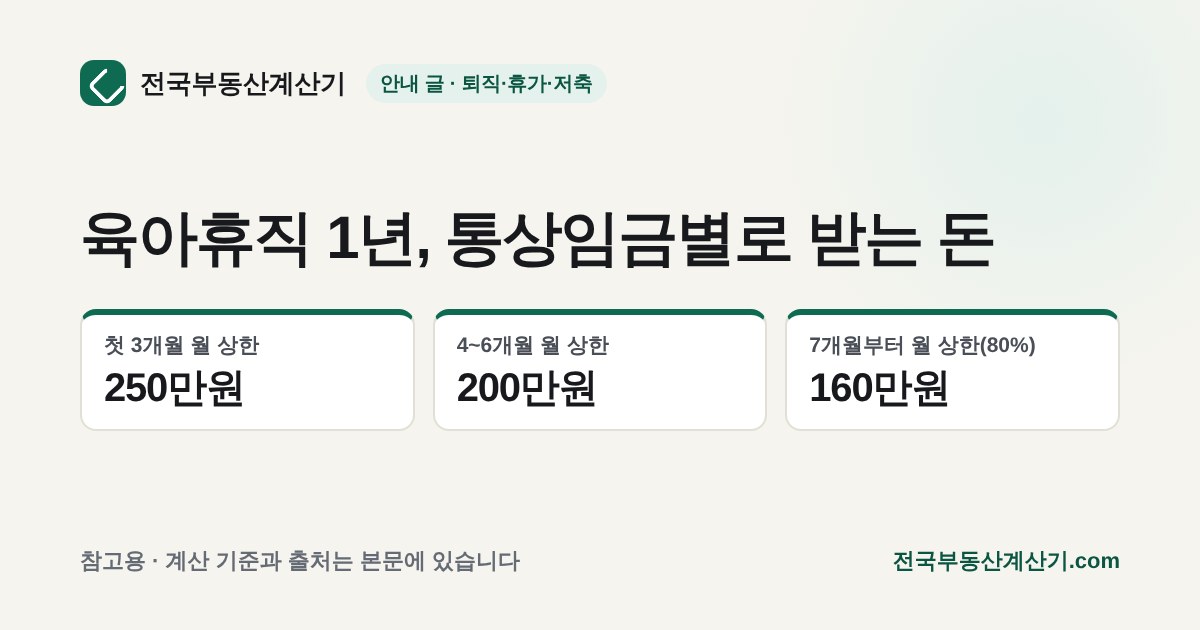 전국부동산계산기
안내 글 · 퇴직·휴가·저축
육아휴직 1년, 통상임금별로 받는 돈
첫 3개월 월 상한
250만원
4~6개월 월 상한
200만원
7개월부터 월 상한(80%)
160만원
참고용 · 계산 기준과 출처는 본문에 있습니다
전국부동산계산기.com